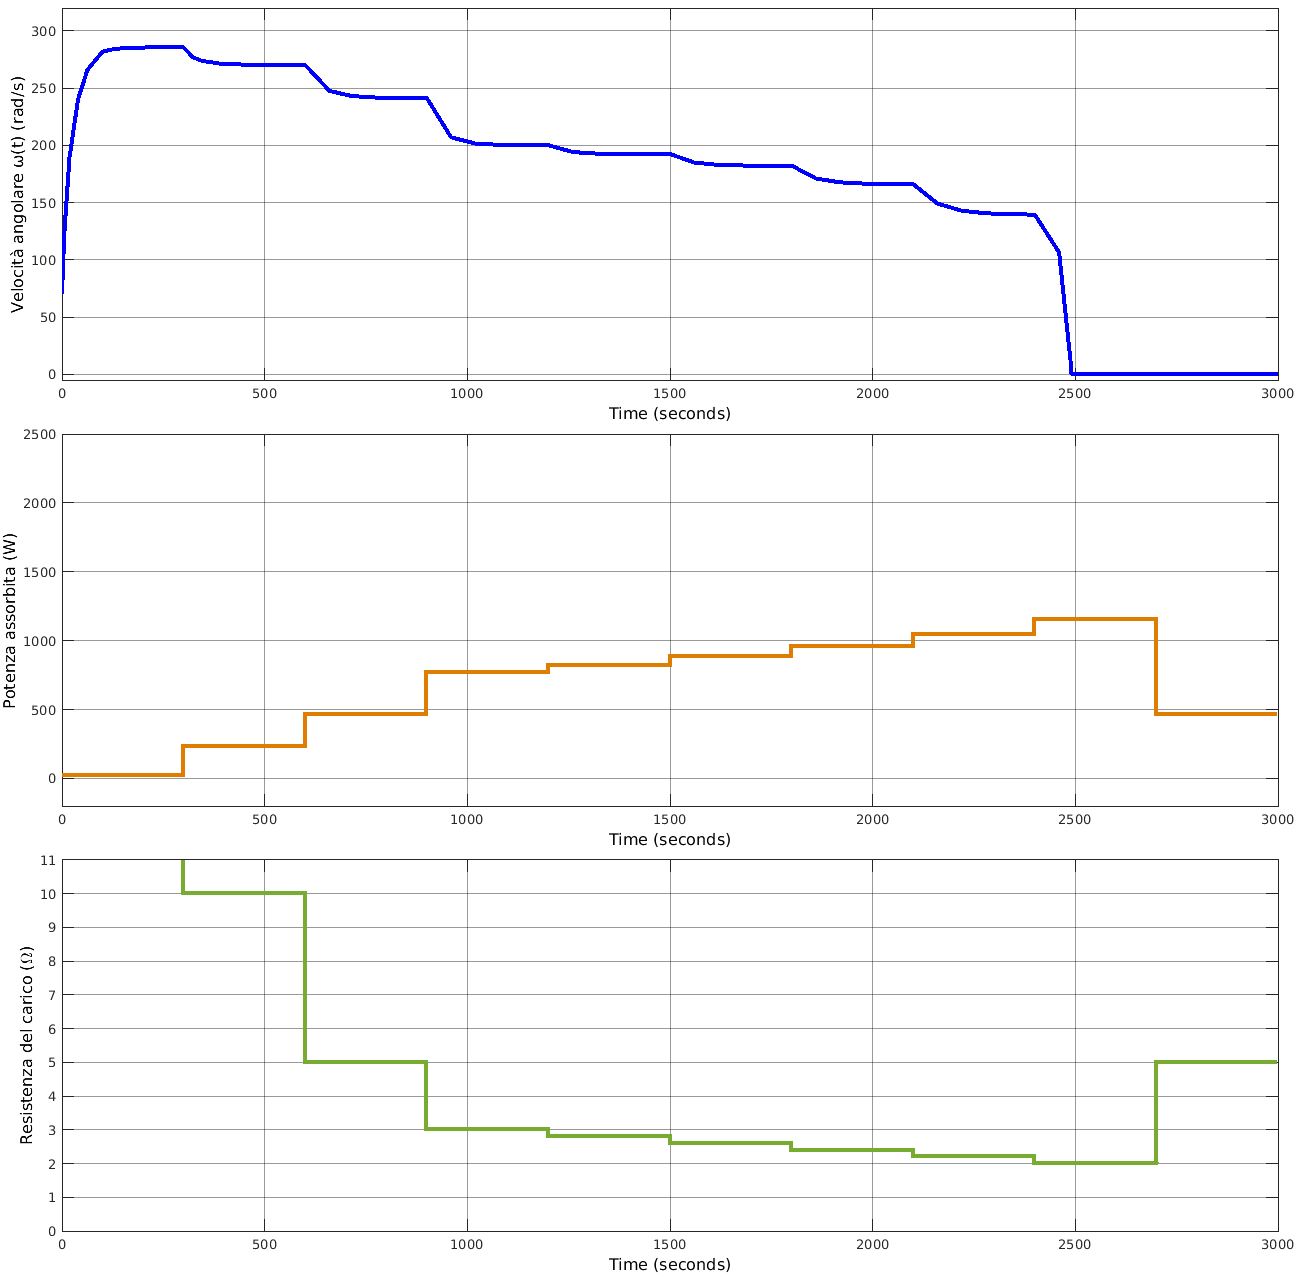 Velocità angolare ω(t) (rad/s)
300
250
200
150
100
50
0
0 500 1000 1500 2000 2500 3000
Time (seconds)
Potenza assorbita (W)
2500
2000
1500
1000
500
0
0 500 1000 1500 2000 2500 3000
Time (seconds)
Resistenza del carico (Ω)
11
10
9
8
7
6
5
4
3
2
1
0
0 500 1000 1500 2000 2500 3000
Time (seconds)